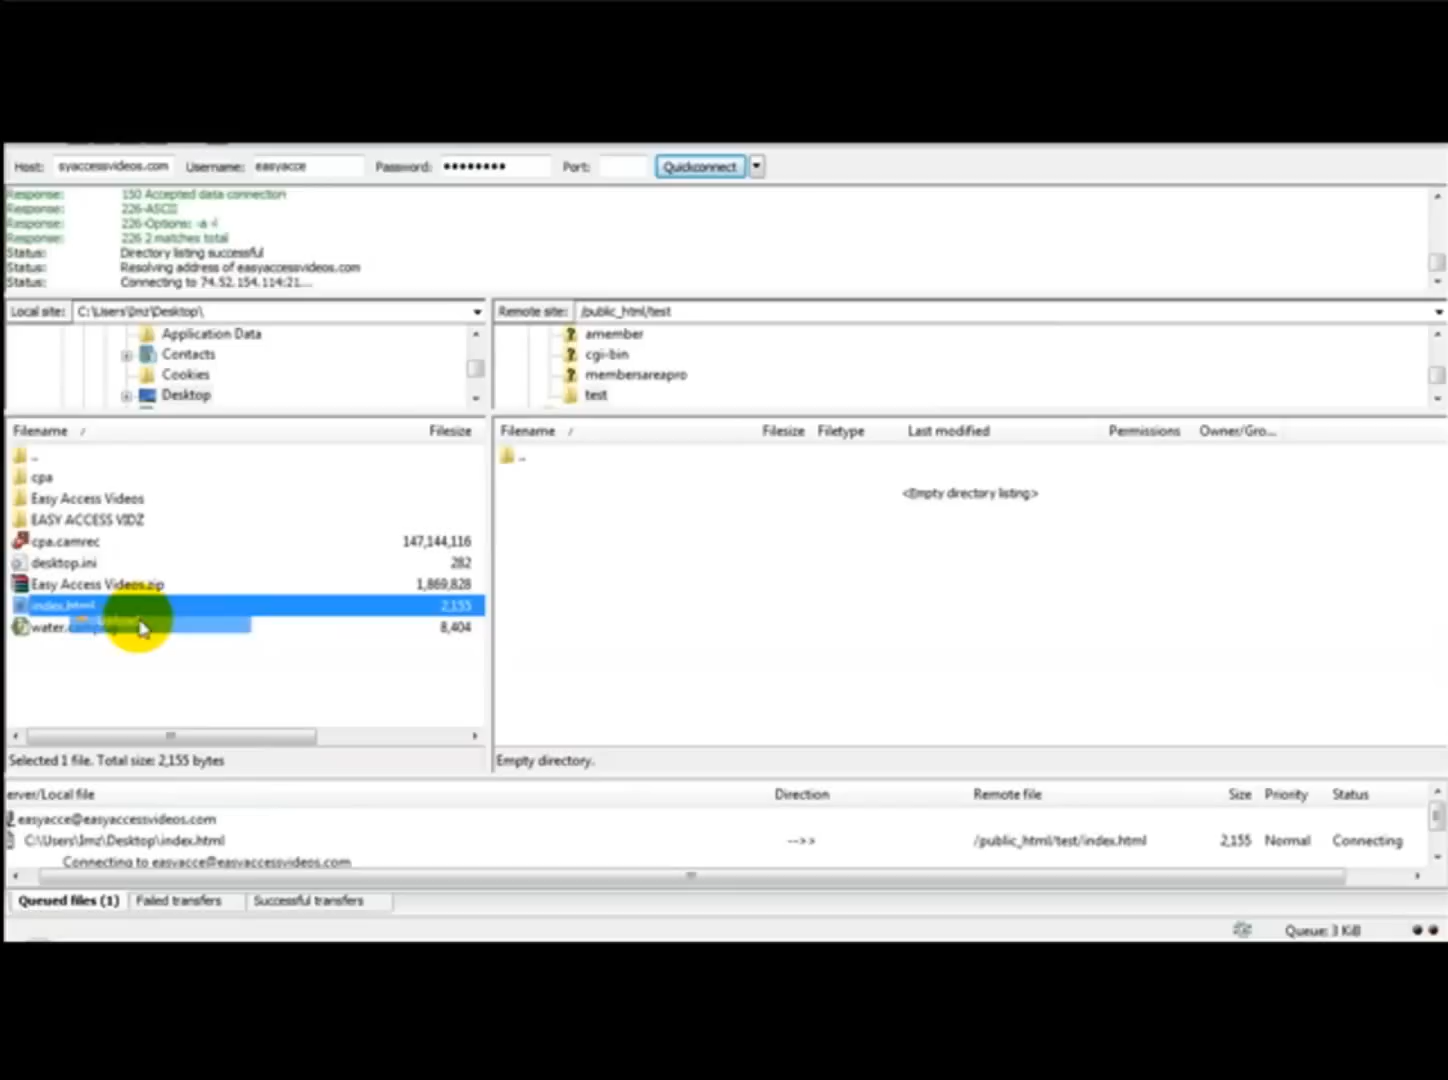 Host: syaccessvideos.com Username: easyacce Password: •••••••• Port: Quickconnect
Response: 150 Accepted data connection
Response: 226-ASCII
Response: 226-Options: -a -l
Response: 226 2 matches total
Status: Directory listing successful
Status: Resolving address of easyaccessvideos.com
Status: Connecting to 74.52.154.114:21...
Local site: C:\Users\Imz\Desktop\
Remote site: /public_html/test
Application Data
Contacts
Cookies
Desktop
amember
cgi-bin
membersareapro
test
Filename / Filesize
..
cpa
Easy Access Videos
EASY ACCESS VIDZ
cpa.camrec 147,144,116
desktop.ini 282
Easy Access Videos.zip 1,869,828
index.html 2,155
water. 8,404
Selected 1 file. Total size: 2,155 bytes
Filename / Filesize Filetype Last modified Permissions Owner/Gro...
..
<Empty directory listing>
Empty directory.
erver/Local file Direction Remote file Size Priority Status
easyacce@easyaccessvideos.com
C:\Users\Imz\Desktop\index.html -->> /public_html/test/index.html 2,155 Normal Connecting
Connecting to easyacce@easyaccessvideos.com
Queued files (1) Failed transfers Successful transfers
Queue: 3 KiB